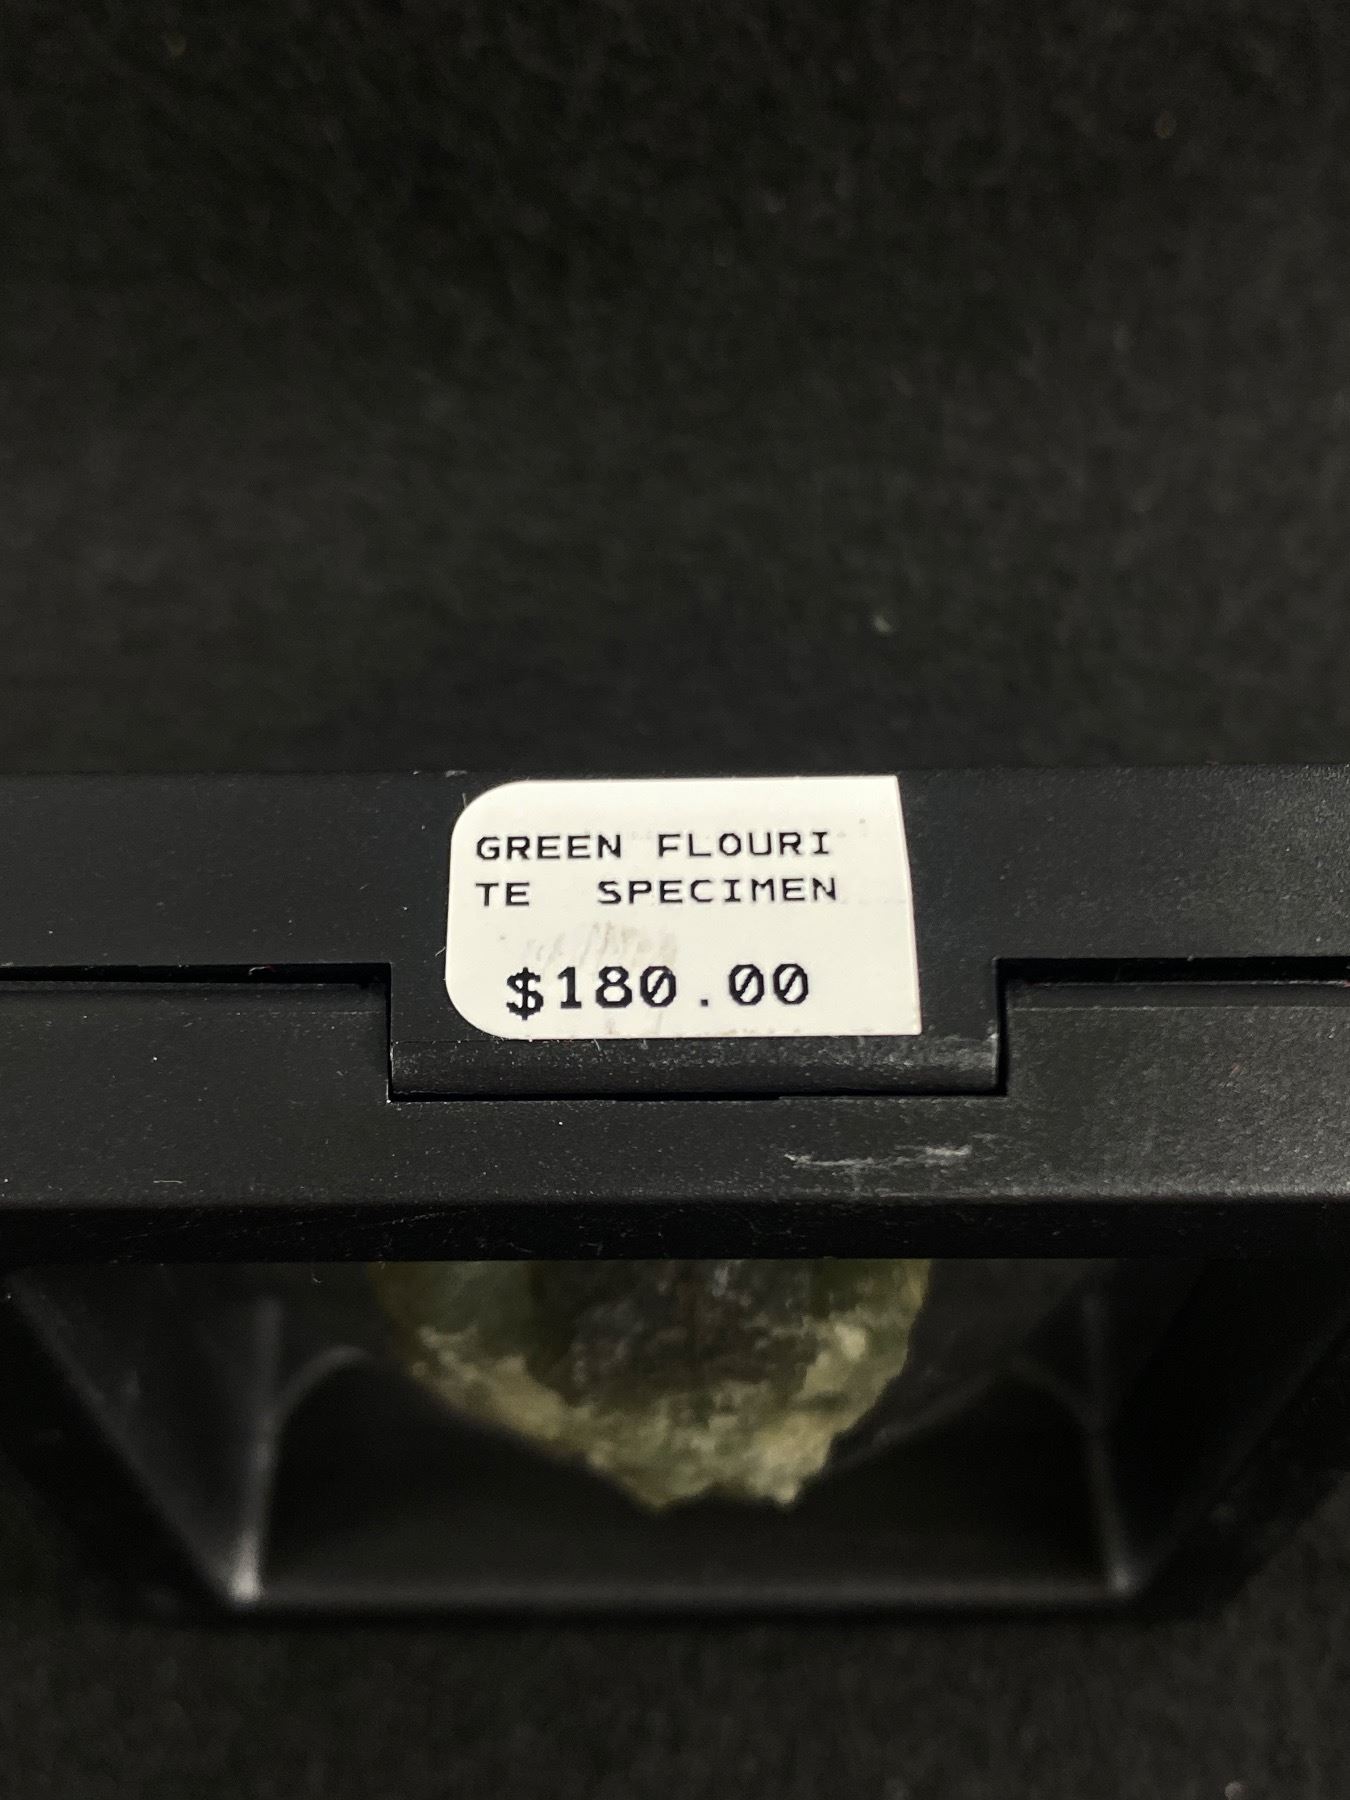 GREEN FLOURI
TE SPECIMEN
$180.00